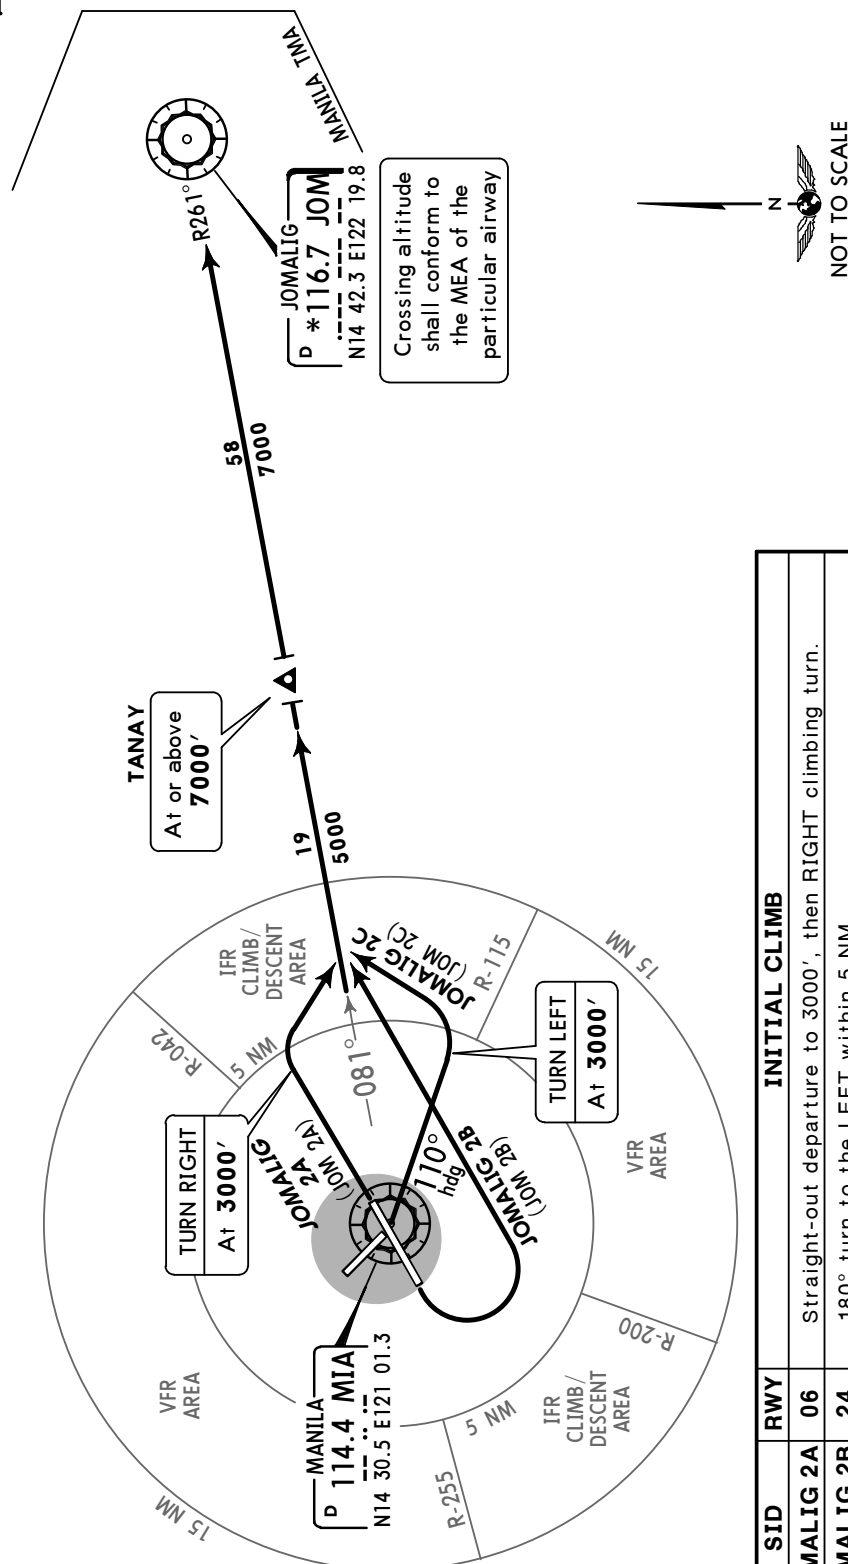 MANILA TMA
R261°
JOMALIG
D *116.7 JOM
N14 42.3 E122 19.8
Crossing altitude
shall conform to
the MEA of the
particular airway
N
NOT TO SCALE
58
7000
TANAY
At or above
7000′
19
5000
IFR
CLIMB/
DESCENT
AREA
R-042
5 NM
TURN RIGHT
At 3000′
JOMALIG
2A
(JOM 2A)
081°
JOMALIG 2C
(JOM 2C)
R-115
15 NM
TURN LEFT
At 3000′
110°
hdg
JOMALIG 2B
(JOM 2B)
VFR
AREA
MANILA
D 114.4 MIA
N14 30.5 E121 01.3
VFR
AREA
15 NM
R-255
5 NM
IFR
CLIMB/
DESCENT
AREA
R-200
SID RWY INITIAL CLIMB
MALIG 2A 06 Straight-out departure to 3000′, then RIGHT climbing turn.
MALIG 2B 24 180° turn to the LEFT within 5 NM